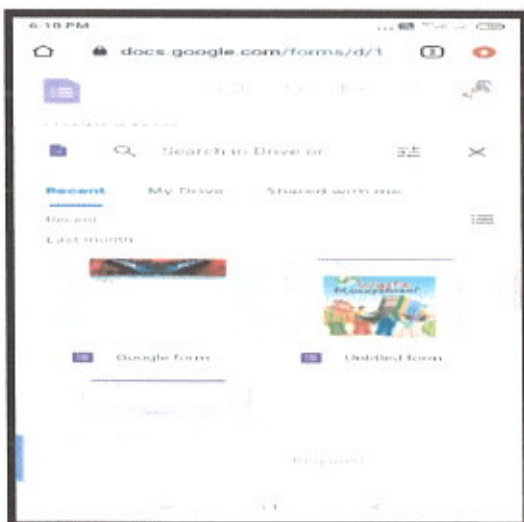 6:10 PM
docs.google.com/forms/d/1
Search in Drive or
Recent My Drive Shared with me
Recent
Last month
Google form
Untitled form
Required